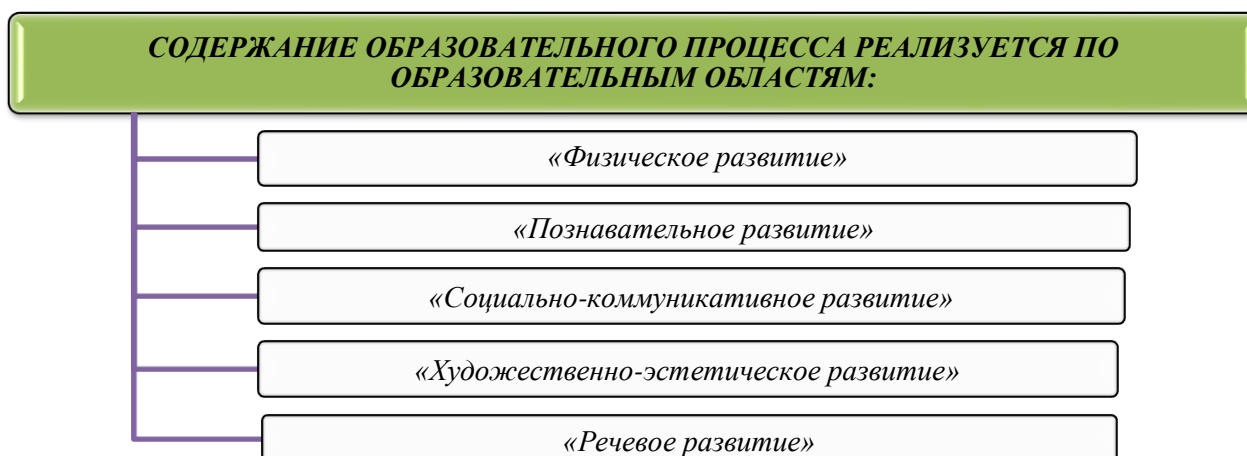 СОДЕРЖАНИЕ ОБРАЗОВАТЕЛЬНОГО ПРОЦЕССА РЕАЛИЗУЕТСЯ ПО
ОБРАЗОВАТЕЛЬНЫМ ОБЛАСТЯМ:
«Физическое развитие»
«Познавательное развитие»
«Социально-коммуникативное развитие»
«Художественно-эстетическое развитие»
«Речевое развитие»